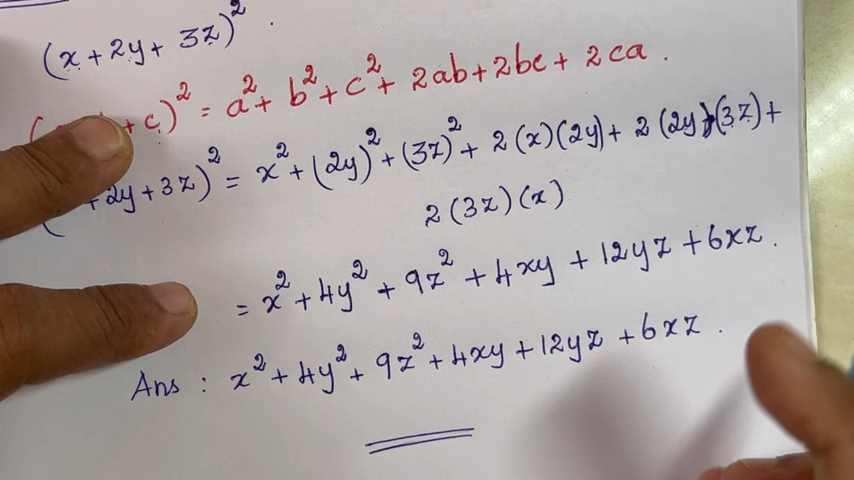 (x + 2y + 3z)².
+ c)² = a² + b² + c² + 2ab + 2bc + 2ca.
+ 2y + 3z)² = x² + (2y)² + (3z)² + 2(x)(2y) + 2(2y)(3z) +
2(3z)(x)
= x² + 4y² + 9z² + 4xy + 12yz + 6xz.
Ans : x² + 4y² + 9z² + 4xy + 12yz + 6xz.